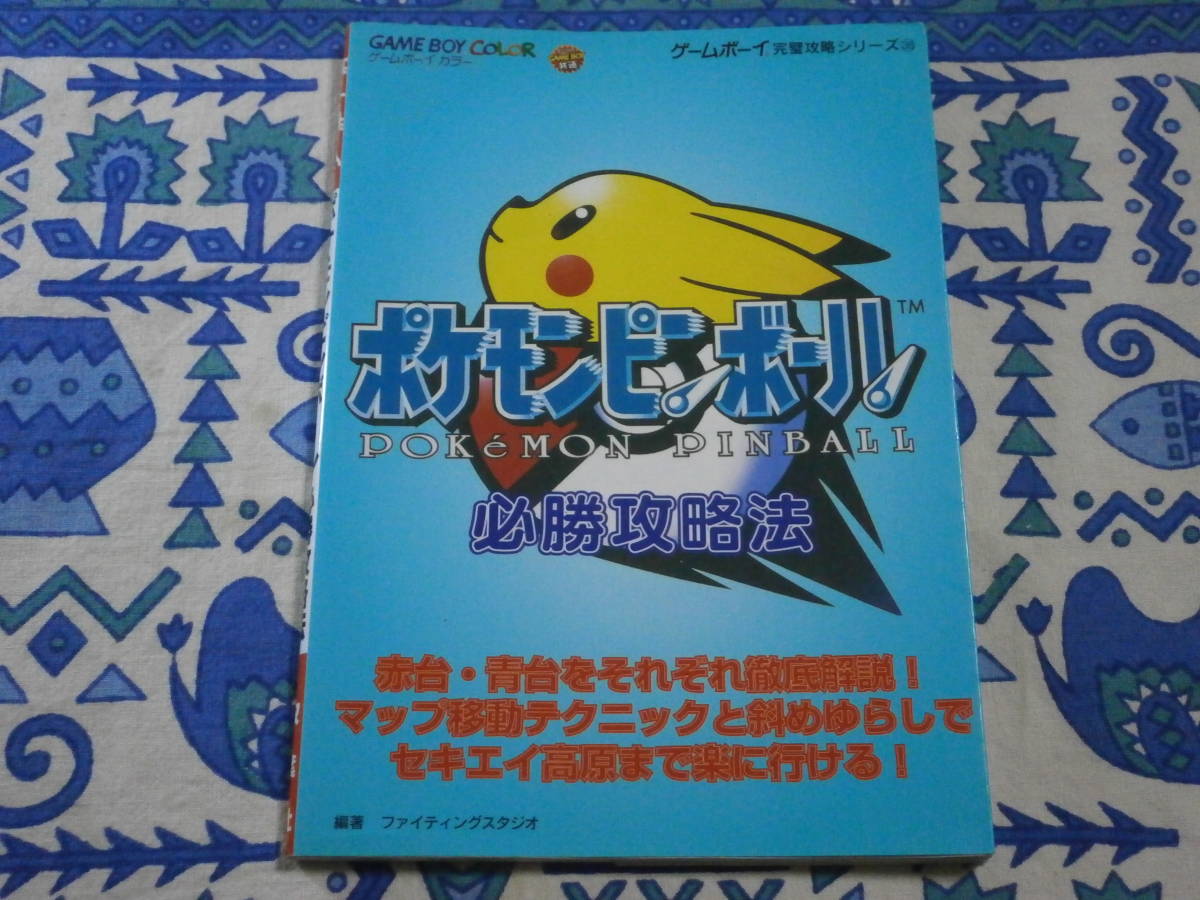 GAME BOY COLOR
ゲームボーイ カラー
GAME BOY
共通
ゲームボーイ 完璧攻略シリーズ
ポケモンピンボール
TM
POKéMON PINBALL
必勝攻略法
赤台・青台をそれぞれ徹底解説！
マップ移動テクニックと斜めゆらしで
セキエイ高原まで楽に行ける！
編著 ファイティングスタジオ